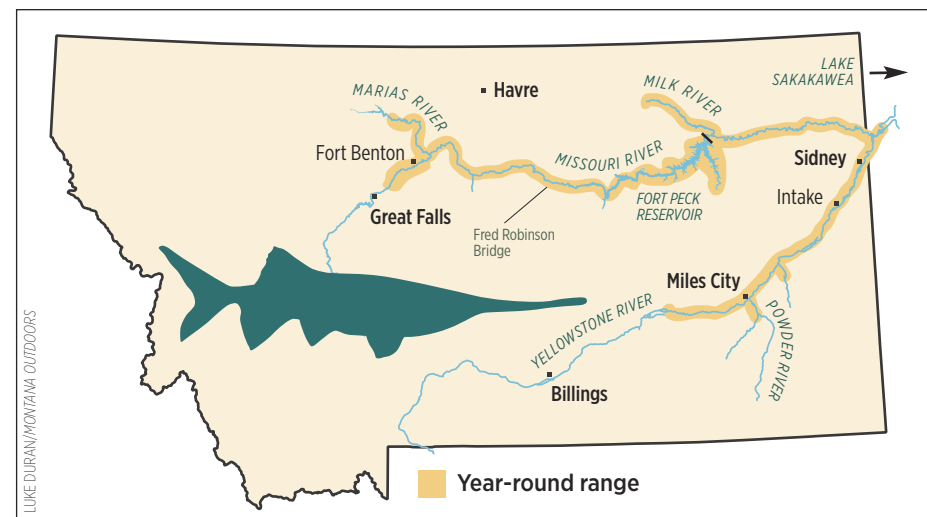 LAKE
SAKAKAWEA
MARIAS RIVER
Havre
MILK RIVER
Fort Benton
MISSOURI RIVER
Sidney
Great Falls
FORT PECK
RESERVOIR
Intake
Fred Robinson
Bridge
Miles City
YELLOWSTONE RIVER
POWDER RIVER
Billings
Year-round range
LUKE DURAN/MONTANA OUTDOORS